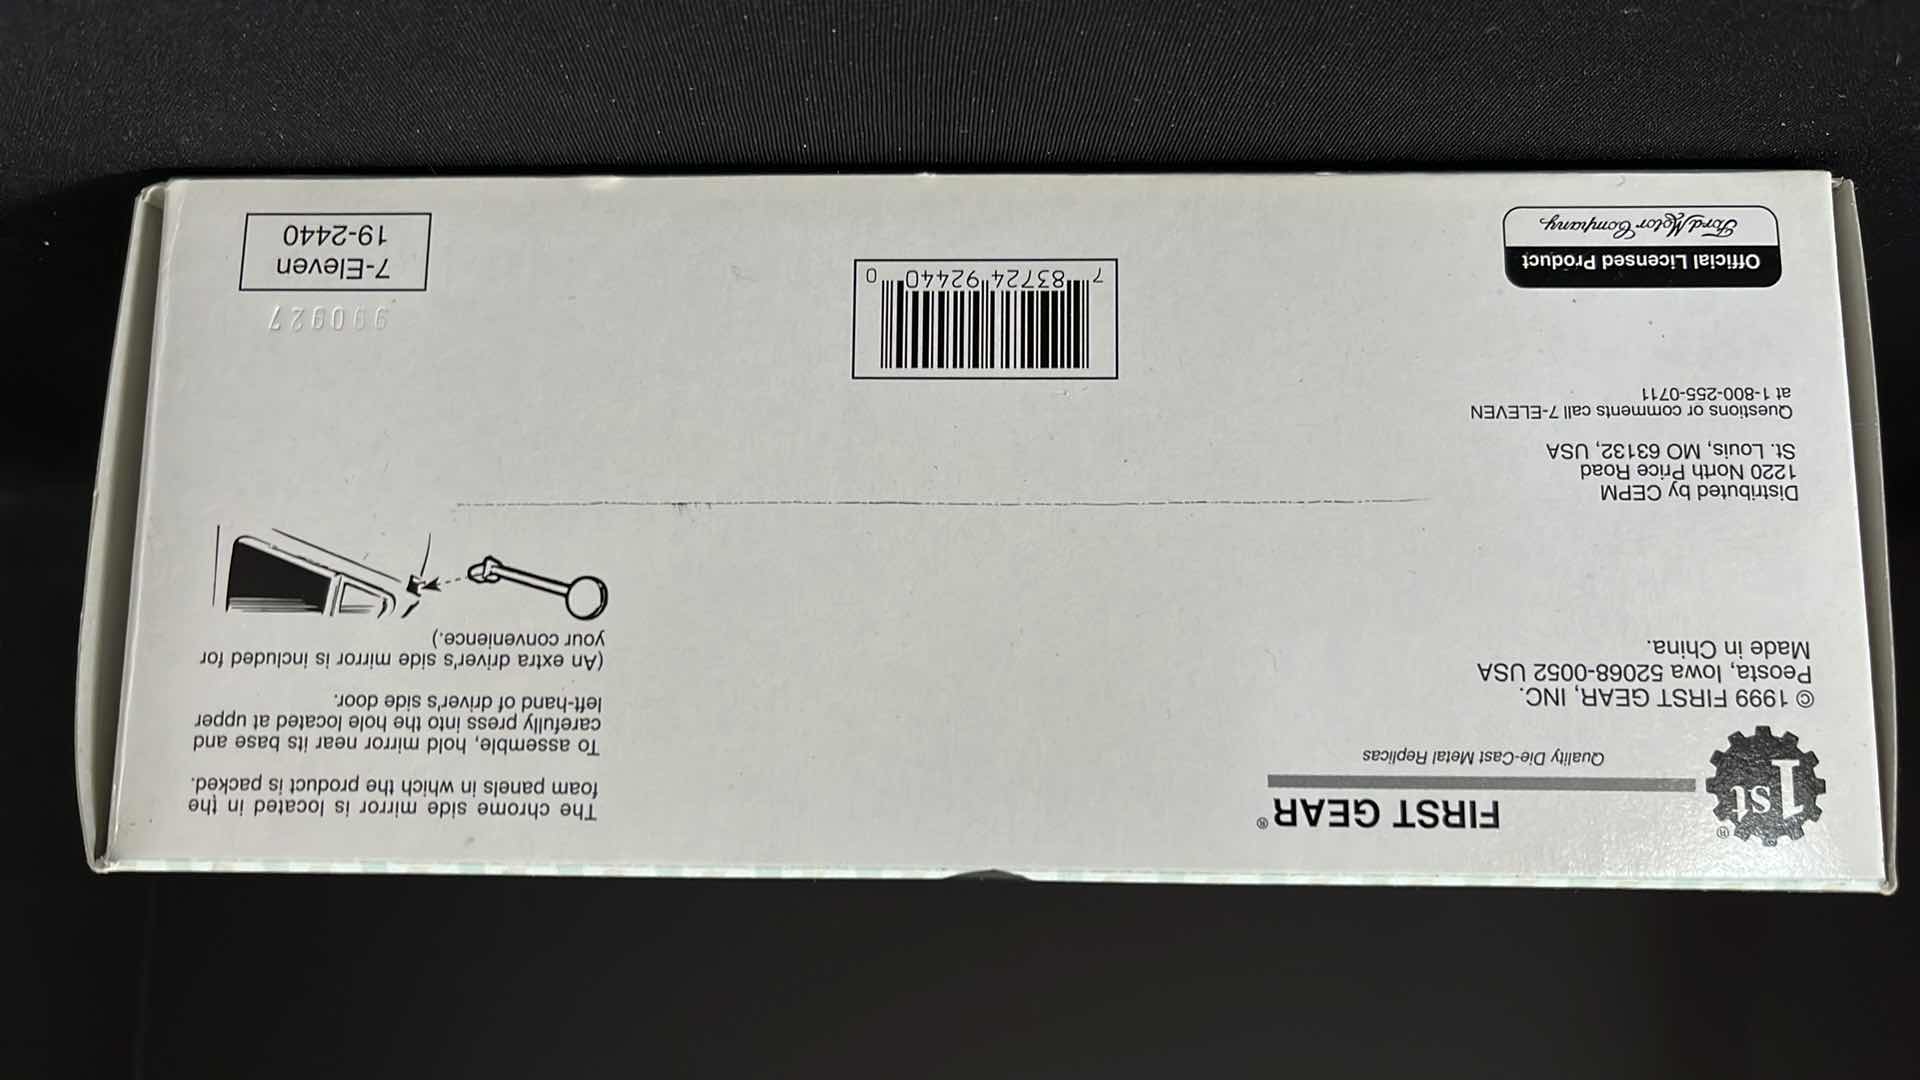 1st®
FIRST GEAR®
Quality Die-Cast Metal Replicas
© 1999 FIRST GEAR, INC.
Peosta, Iowa 52068-0052 USA
Made in China.
Distributed by CEPM
1220 North Price Road
St. Louis, MO 63132, USA
Questions or comments call 7-ELEVEN
at 1-800-255-0711
Official Licensed Product
Ford Motor Company
7 83724 92440 0
The chrome side mirror is located in the
foam panels in which the product is packed.
To assemble, hold mirror near its base and
carefully press into the hole located at upper
left-hand of driver's side door.
(An extra driver's side mirror is included for
your convenience.)
990927
7-Eleven
19-2440